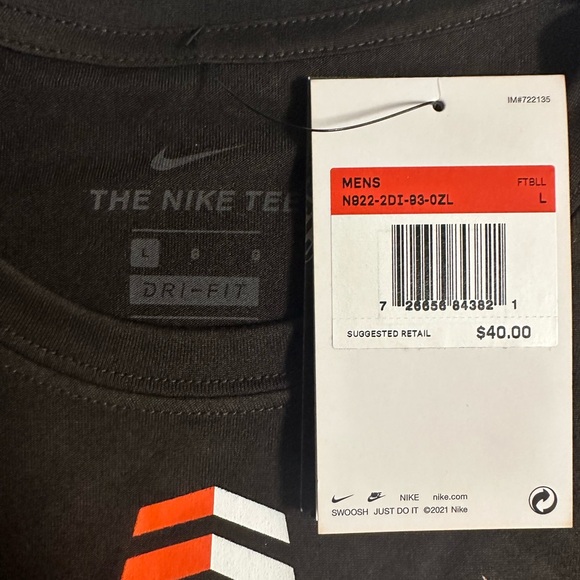 THE NIKE TEE
L G G
DRI-FIT
IM#722135
MENS FTBLL
N922-2DI-93-0ZL L
7 26656 84382 1
SUGGESTED RETAIL $40.00
NIKE nike.com
SWOOSH JUST DO IT ©2021 Nike